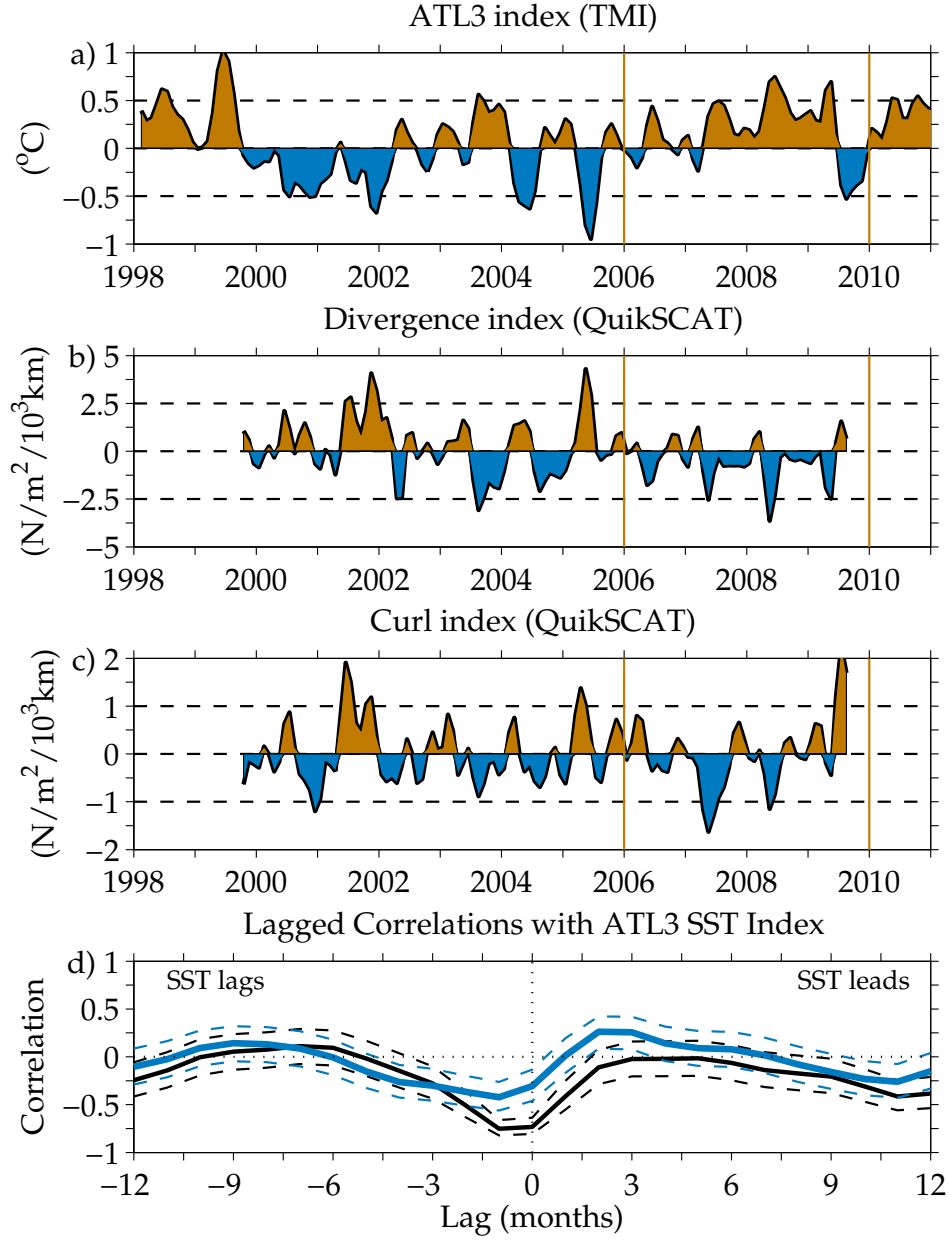 ATL3 index (TMI)
a) 1
0.5
0
−0.5
−1
(°C)
1998 2000 2002 2004 2006 2008 2010
Divergence index (QuikSCAT)
b) 5
2.5
0
−2.5
−5
(N/m² /10³km)
1998 2000 2002 2004 2006 2008 2010
Curl index (QuikSCAT)
c) 2
1
0
−1
−2
(N/m² /10³km)
1998 2000 2002 2004 2006 2008 2010
Lagged Correlations with ATL3 SST Index
d) 1
SST lags SST leads
0.5
0
−0.5
−1
Correlation
−12 −9 −6 −3 0 3 6 9 12
Lag (months)